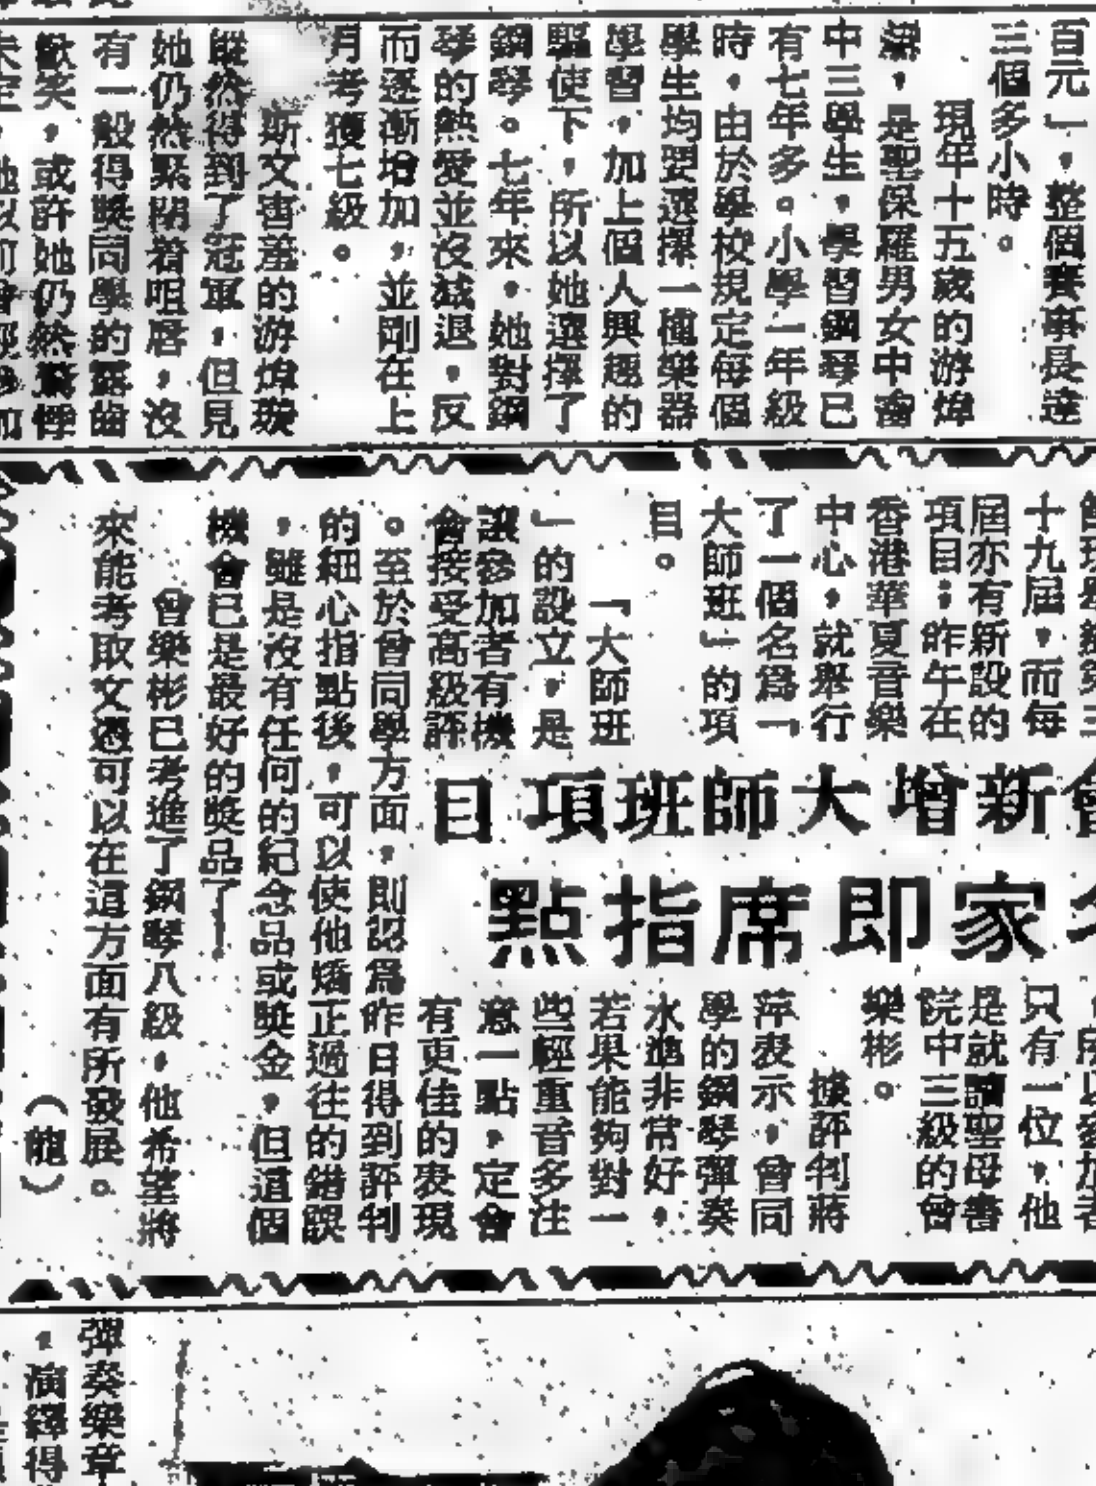 百元」，整個賽事長達
三個多小時。
現年十五歲的游煒
璇，是聖保羅男女中會
中三學生，學習鋼琴已
有七年多。小學一年級
時，由於學校規定每個
學生均要選擇一種樂器
學習，加上個人興趣的
驅使下，所以她選擇了
鋼琴。七年來，她對鋼
琴的熱愛並沒減退，反
而逐漸增加，並剛在上
月考獲七級。
斯文害羞的游煒璇
縱然得到了冠軍，但見
她仍然緊閉着咀唇，沒
有一般得獎同學的露齒
歡笑，或許她仍然
會新增大師班項目
名家即席指點
十九屆，而每
屆亦有新設的
項目；昨午在
香港華夏音樂
中心，就舉行
了一個名爲「
大師班」的項
目。
「大師班
」的設立，是
讓參加者有機
會接受高級評
只有一位，他
是就讀聖母書
院中三級的曾
樂彬。
據評判蔣
萍表示，曾同
學的鋼琴彈奏
水準非常好，
若果能夠對一
些輕重音多注
意一點，定會
有更佳的表現
。至於曾同學方面，則認爲昨日得到評判
的細心指點後，可以使他矯正過往的錯誤
，雖是沒有任何的紀念品或獎金，但這個
機會已是最好的獎品了！
曾樂彬已考進了鋼琴八級，他希望將
來能考取文憑可以在這方面有所發展。
（龍）
彈奏樂章
，演繹得